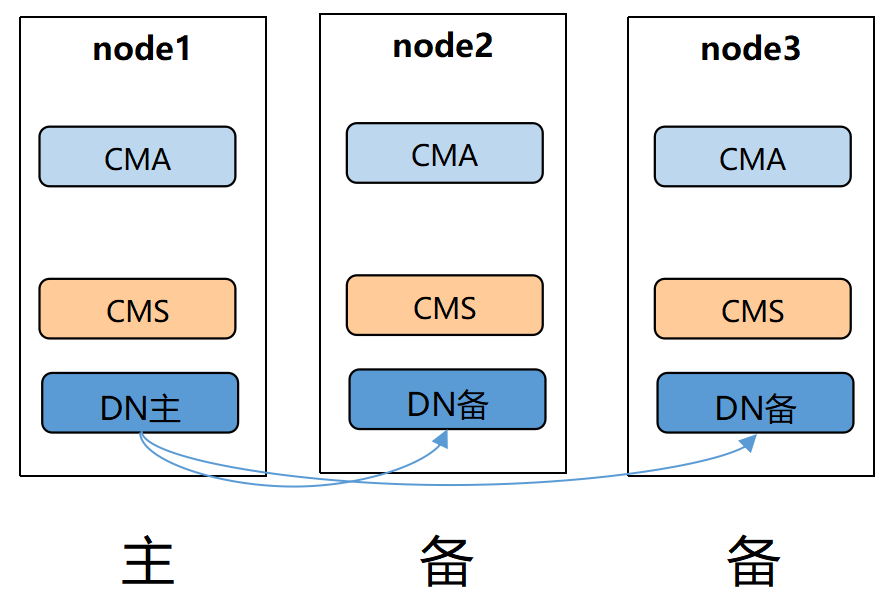 node1
node2
node3
CMA
CMA
CMA
CMS
CMS
CMS
DN主
DN备
DN备
主
备
备